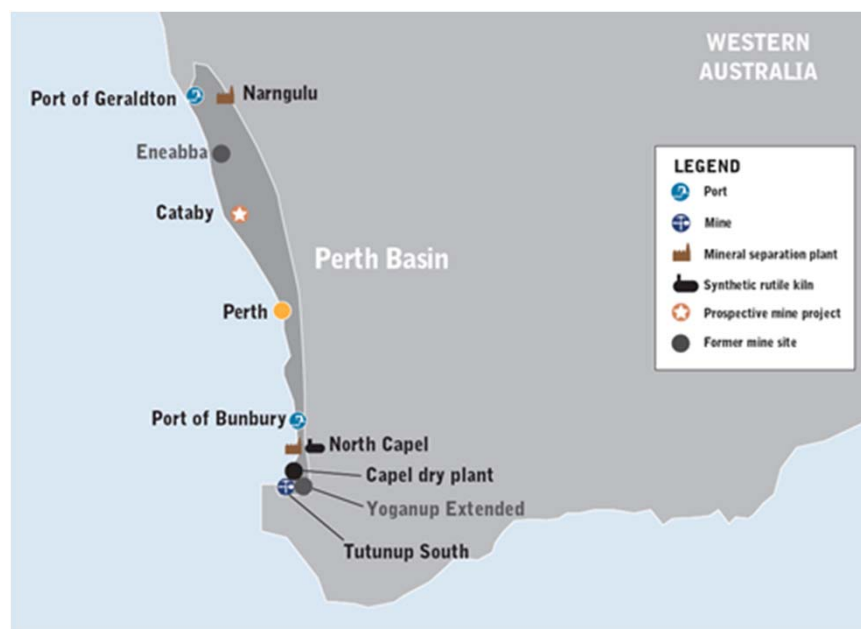 WESTERN
AUSTRALIA
Port of Geraldton
Narngulu
Eneabba
Cataby
Perth Basin
Perth
Port of Bunbury
North Capel
Capel dry plant
Yoganup Extended
Tutunup South
LEGEND
Port
Mine
Mineral separation plant
Synthetic rutile kiln
Prospective mine project
Former mine site